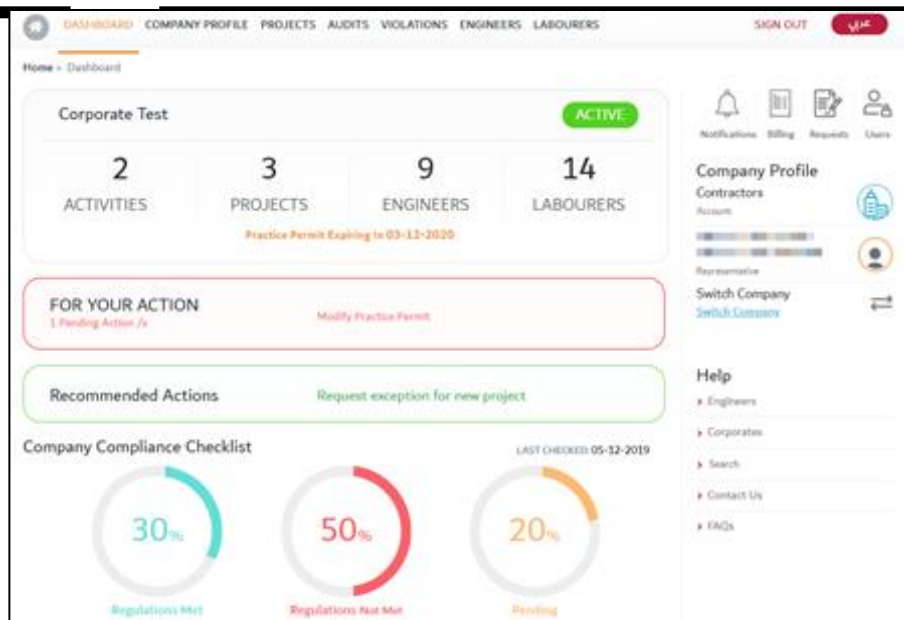 DASHBOARD COMPANY PROFILE PROJECTS AUDITS VIOLATIONS ENGINEERS LABOURERS SIGN OUT عربي
Home > Dashboard
Corporate Test ACTIVE
2 3 9 14
ACTIVITIES PROJECTS ENGINEERS LABOURERS
Practice Permit Expiring In 03-12-2020
FOR YOUR ACTION
1 Pending Action /s
Modify Practice Permit
Recommended Actions Request exception for new project
Company Compliance Checklist LAST CHECKED: 05-12-2019
30% 50% 20%
Regulations Met Regulations Not Met Pending
Notifications Billing Requests Users
Company Profile
Contractors
Account
Representative
Switch Company
Switch Company
Help
Engineers
Corporates
Search
Contact Us
FAQs